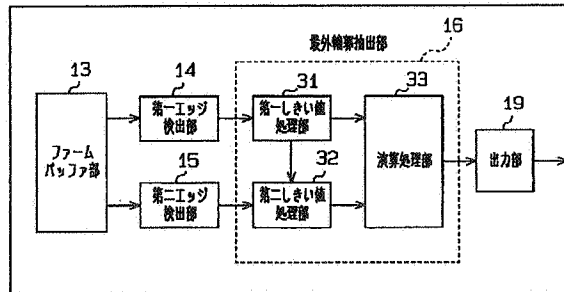 最外輪郭抽出部
16
13
14
31
33
第一エッジ
検出部
第一しきい値
処理部
19
ファーム
バッファ部
15
32
演算処理部
出力部
第二エッジ
検出部
第二しきい値
処理部